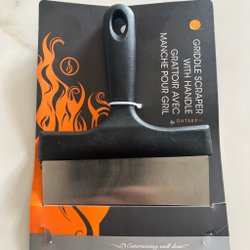 GRIDDLE SCRAPER
WITH HANDLE
GRATTOIR AVEC
MANCHE POUR GRIL
OUTSET
Entertaining well done